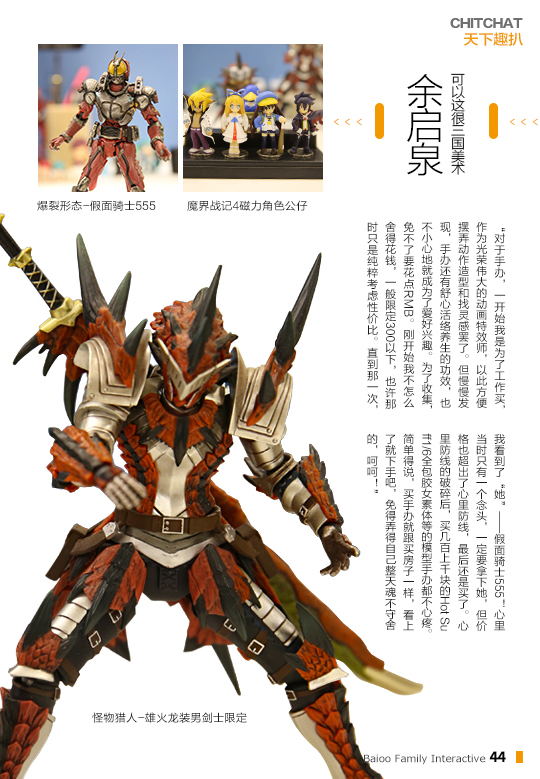 CHITCHAT
天下趣扒
可以这很三国美术
余启泉
爆裂形态-假面骑士555
魔界战记4磁力角色公仔
“对于手办，一开始我是为了工作买，
作为光荣伟大的动画特效师，以此方便
摆弄动作造型和找灵感罢了。但慢慢发
现，手办还有舒心活络养生的功效，也
不小心地就成为了爱好兴趣。为了收集，
免不了要花点RMB。刚开始我不怎么
舍得花钱，一般限定300以下，也许那
时只是纯粹考虑性价比。直到那一次，
我看到了“她”——假面骑士555！心里
当时只有一个念头，一定要拿下她，但价
格也超出了心里防线，最后还是买了。心
里防线的破碎后，买几百上千块的Hot Su
ff1/6全包胶女素体等的模型手办都不心疼。
简单得说，买手办就跟买房子一样，看上
了就下手吧，免得弄得自己整天魂不守舍
的，呵呵！”
怪物猎人-雄火龙装男剑士限定
Baioo Family Interactive 44